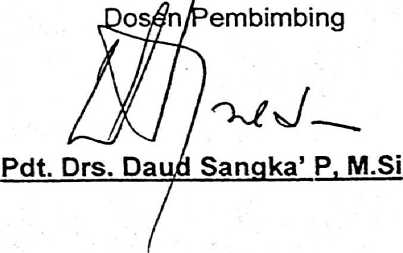 Dosen Pembimbing
Pdt. Drs. Daud Sangka' P, M.Si